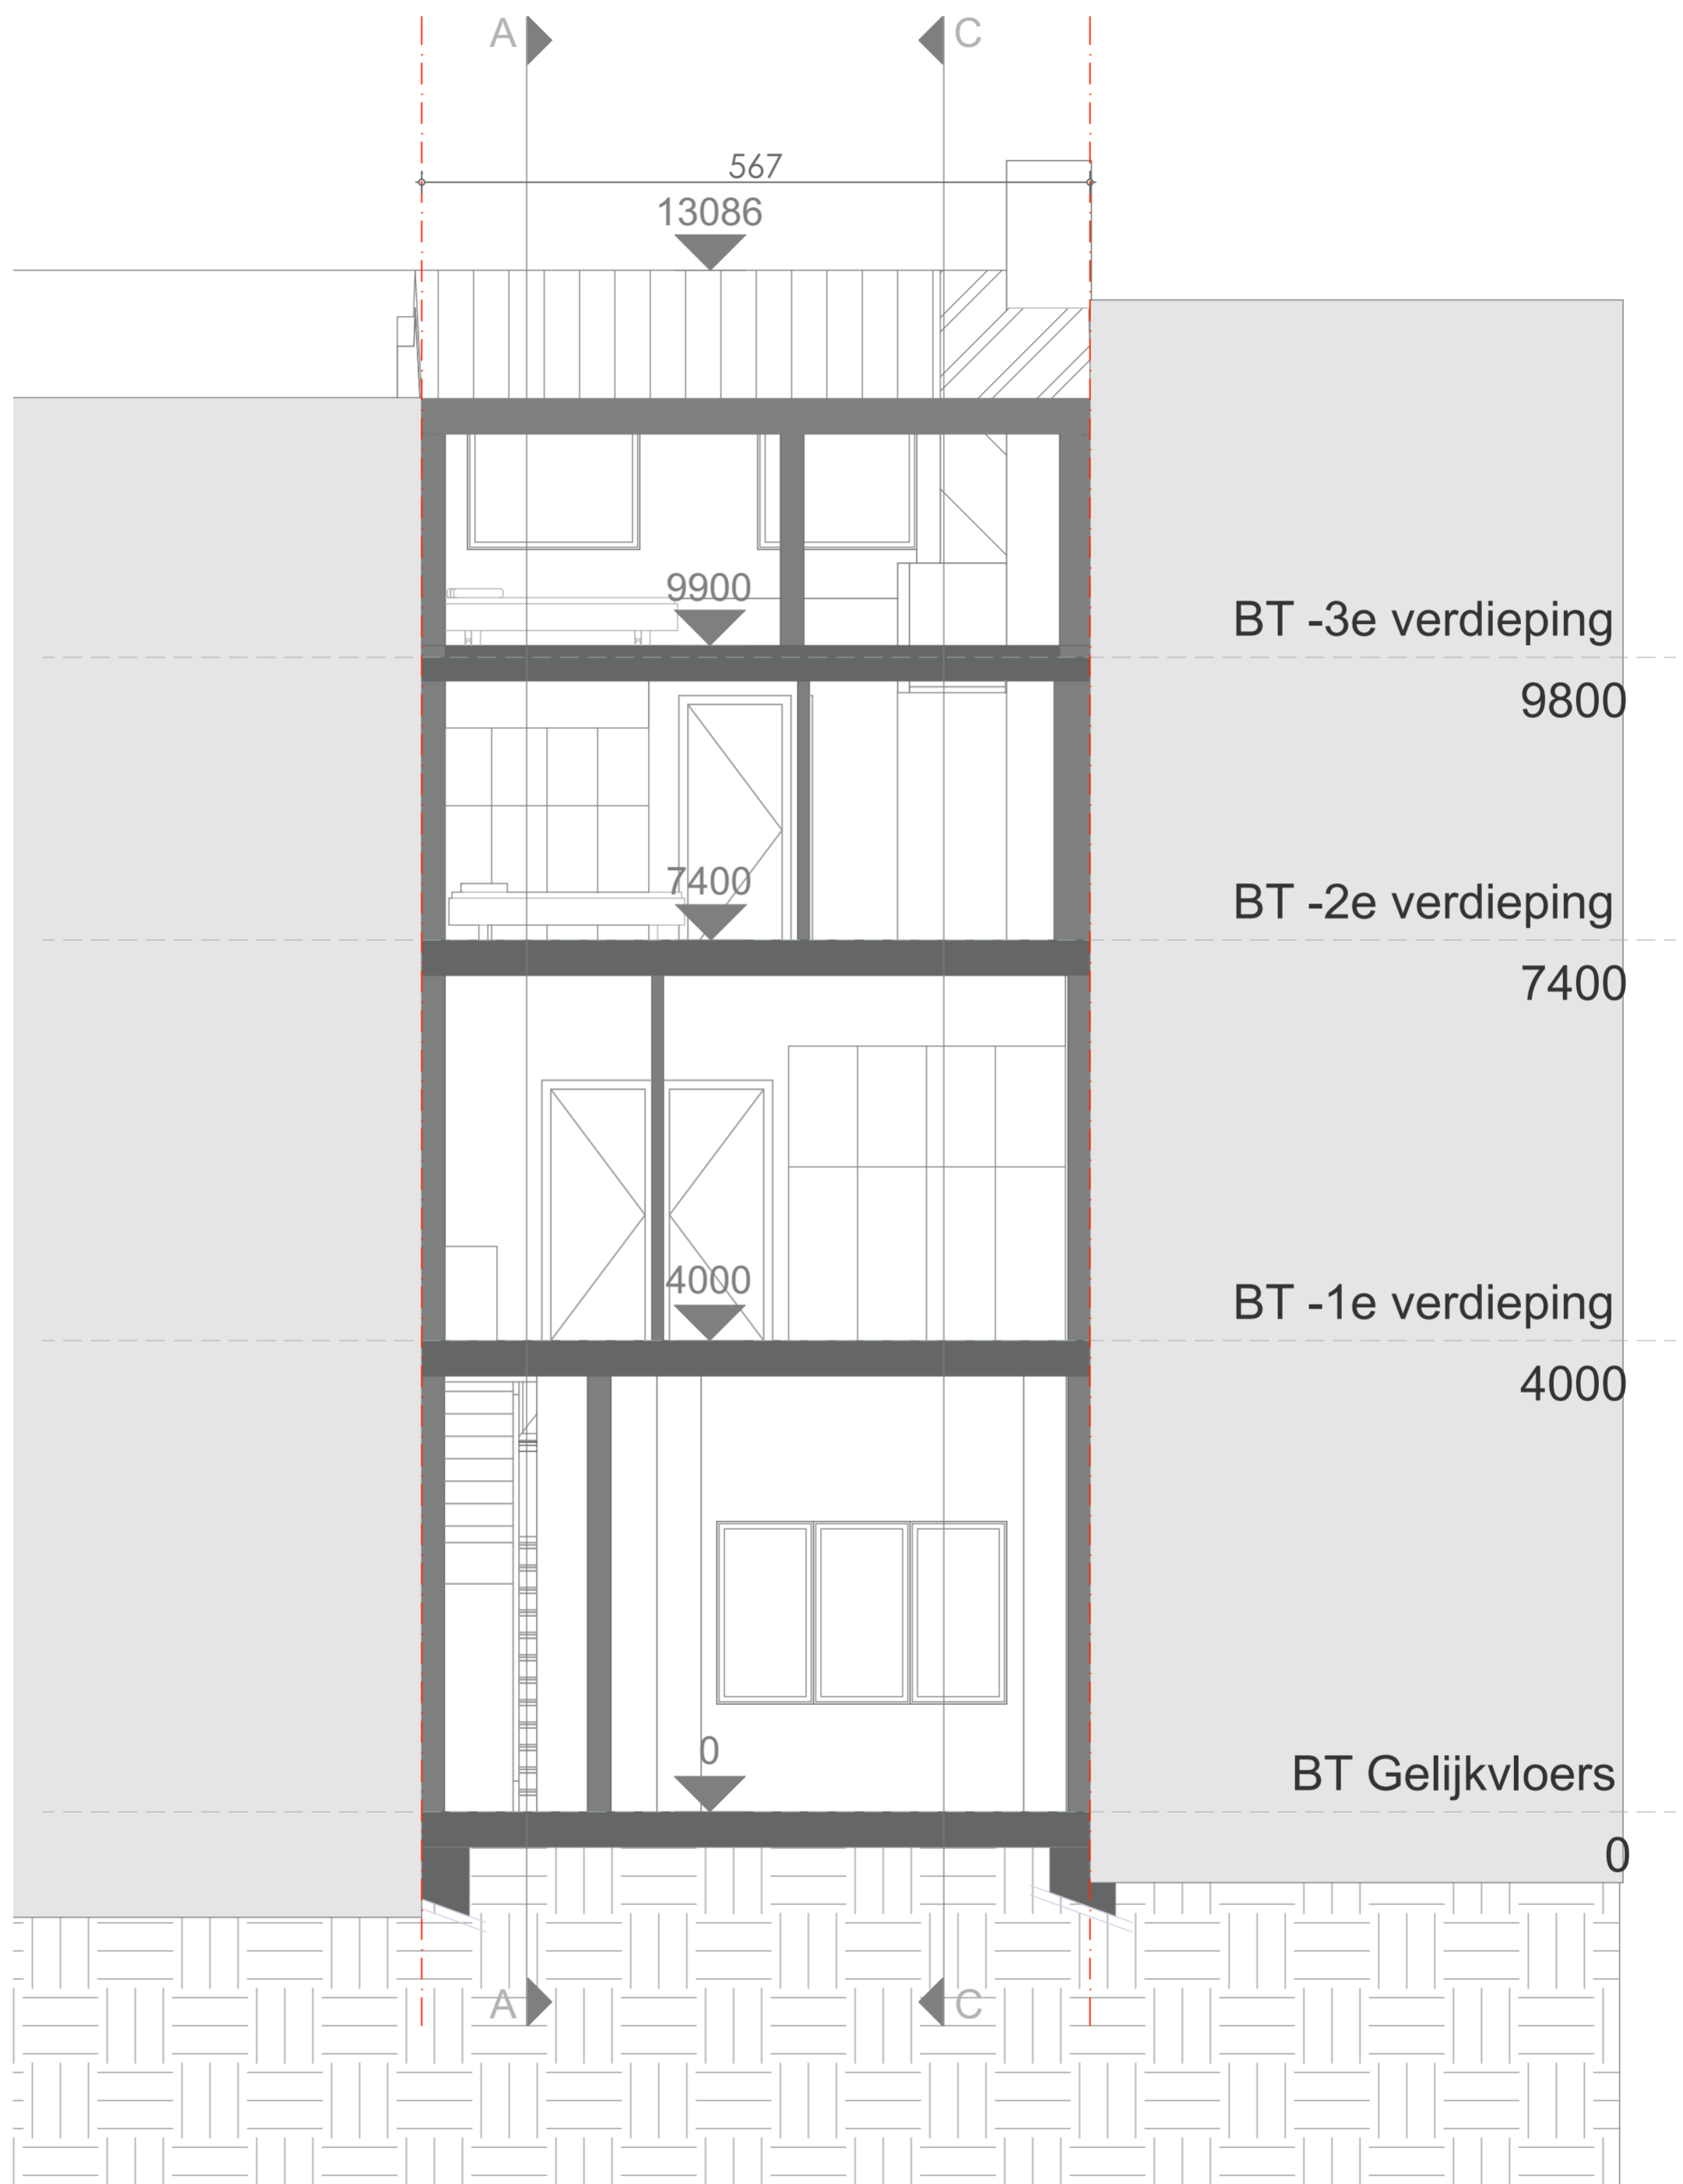 A
C
567
13086
9900
BT -3e verdieping
9800
7400
BT -2e verdieping
7400
4000
BT -1e verdieping
4000
0
BT Gelijkvloers
0
A
C